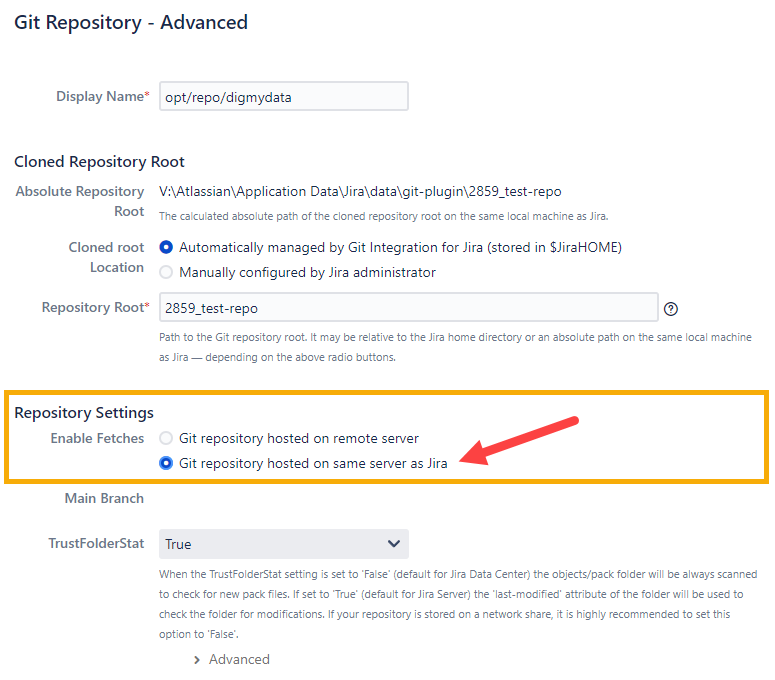 Git Repository - Advanced
Display Name*
opt/repo/digmydata
Cloned Repository Root
Absolute Repository Root
V:\Atlassian\Application Data\Jira\data\git-plugin\2859_test-repo
The calculated absolute path of the cloned repository root on the same local machine as Jira.
Cloned root Location
Automatically managed by Git Integration for Jira (stored in $JiraHOME)
Manually configured by Jira administrator
Repository Root*
2859_test-repo
Path to the Git repository root. It may be relative to the Jira home directory or an absolute path on the same local machine
as Jira — depending on the above radio buttons.
Repository Settings
Enable Fetches
Git repository hosted on remote server
Git repository hosted on same server as Jira
Main Branch
TrustFolderStat
True
When the TrustFolderStat setting is set to 'False' (default for Jira Data Center) the objects/pack folder will be always scanned
to check for new pack files. If set to 'True' (default for Jira Server) the 'last-modified' attribute of the folder will be used to
check the folder for modifications. If your repository is stored on a network share, it is highly recommended to set this
option to 'False'.
Advanced